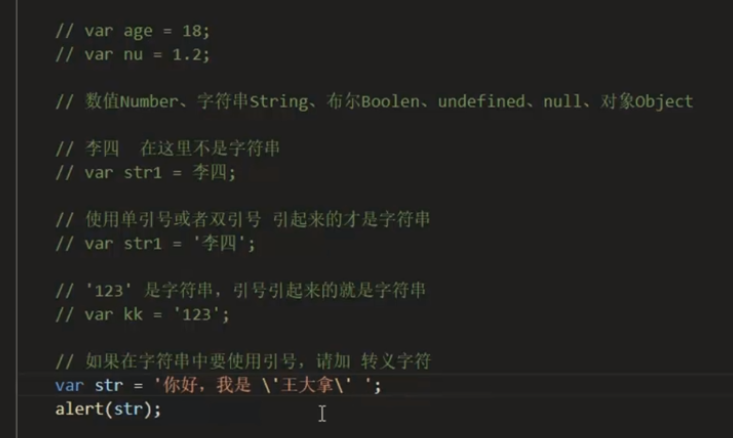 // var age = 18;
// var nu = 1.2;
// 数值Number、字符串String、布尔Boolen、undefined、null、对象Object
// 李四  在这里不是字符串
// var str1 = 李四;
// 使用单引号或者双引号 引起来的才是字符串
// var str1 = '李四';
// '123' 是字符串，引号引起来的就是字符串
// var kk = '123';
// 如果在字符串中要使用引号，请加 转义字符
var str = '你好，我是 \'王大拿\' ';
alert(str);